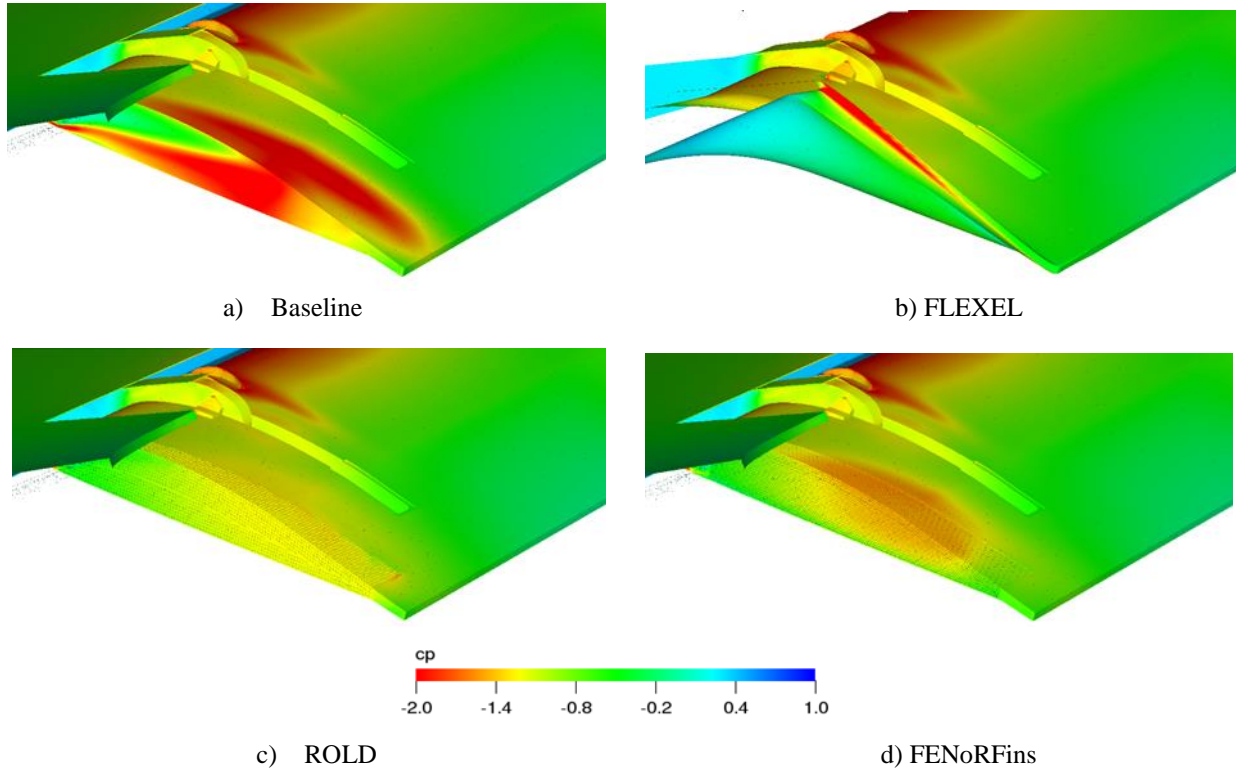 a) Baseline
b) FLEXEL
cp
-2.0 -1.4 -0.8 -0.2 0.4 1.0
c) ROLD
d) FENoRFins